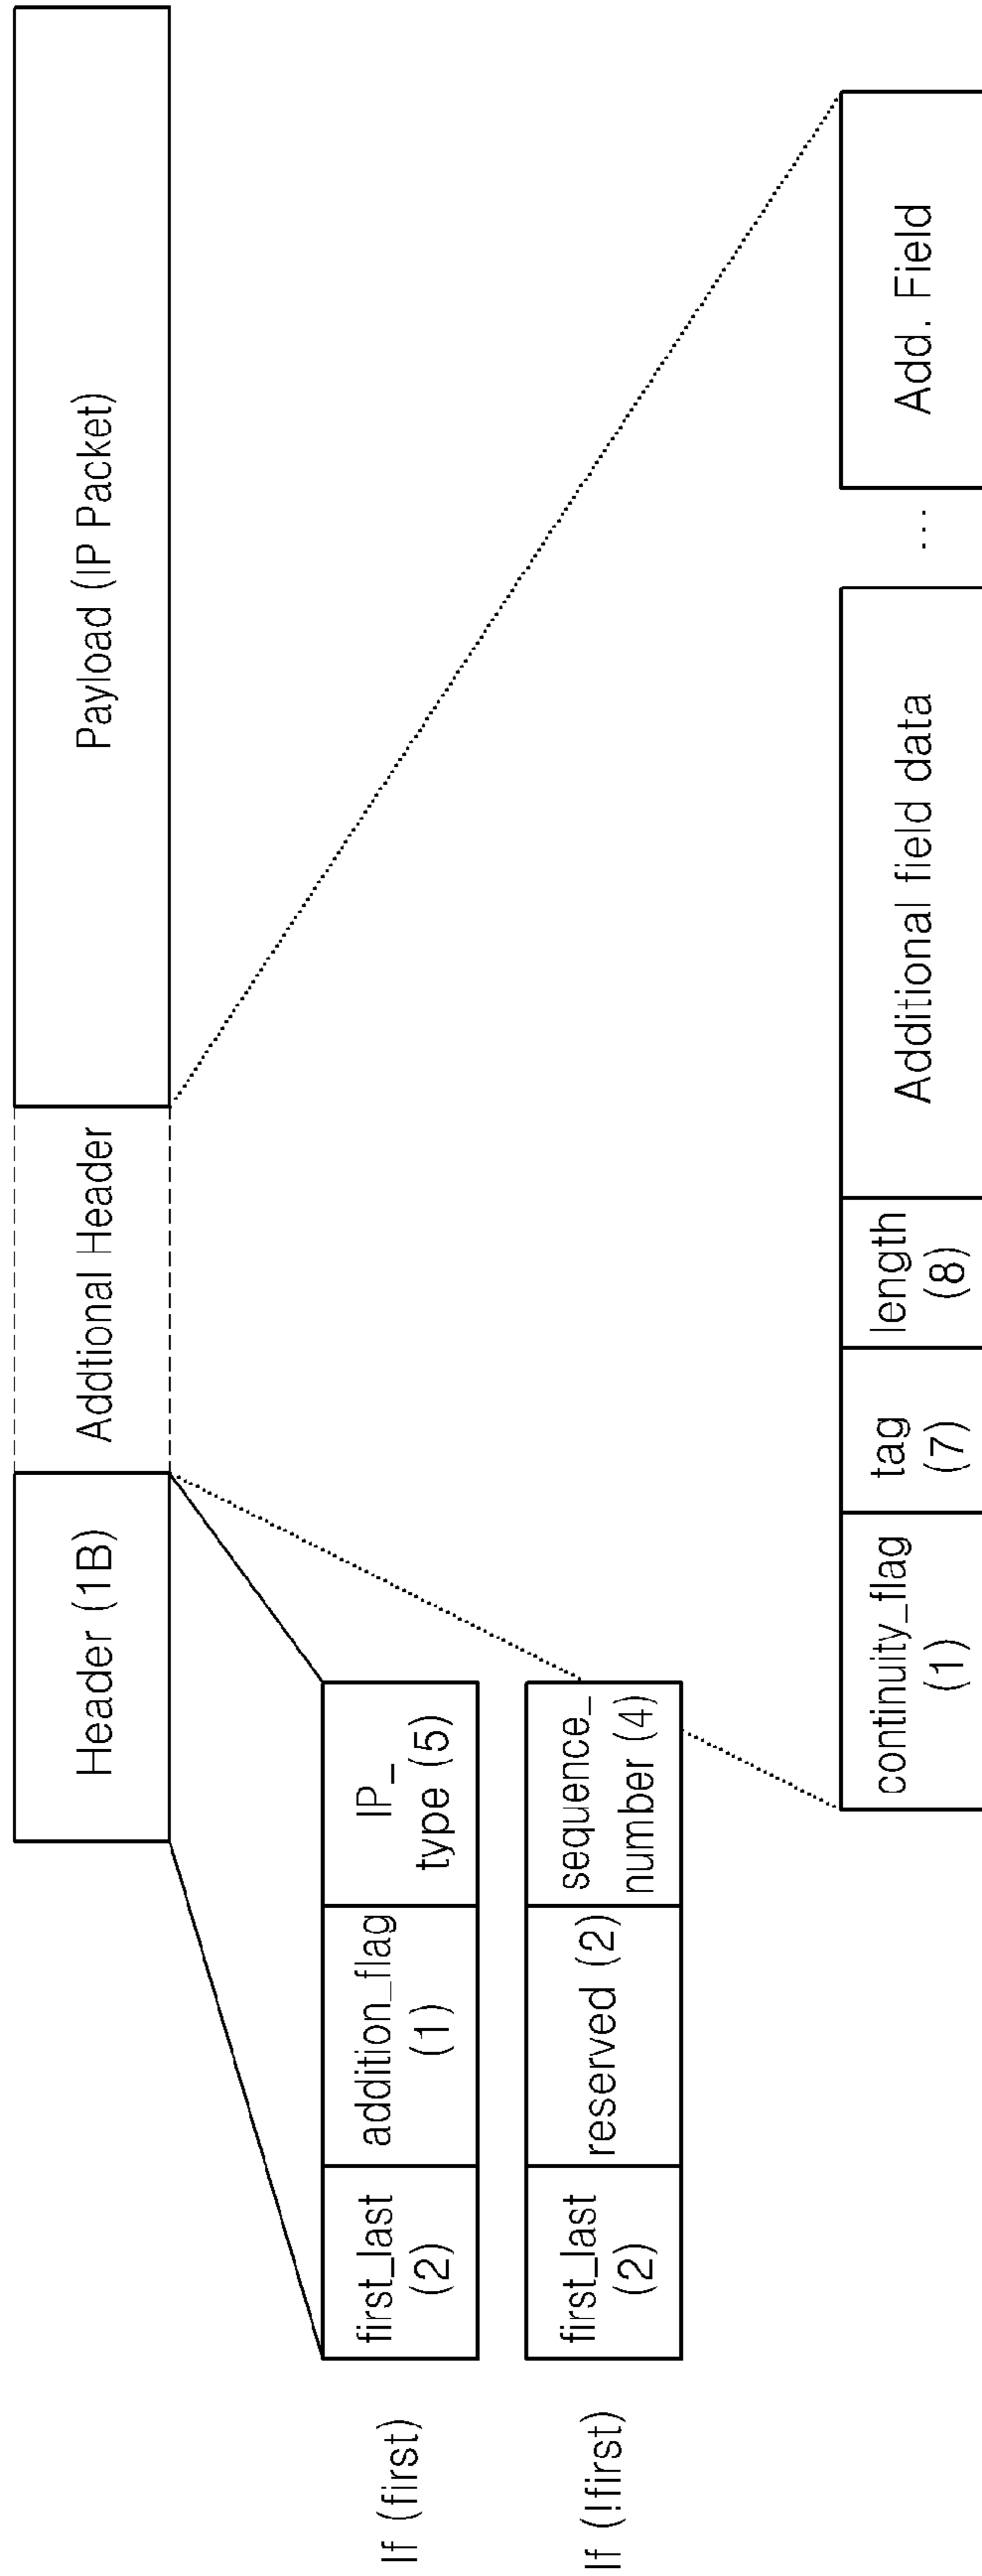 Header (1B)
Addtional Header
Payload (IP Packet)
If (first)
first_last
(2)
addition_flag
(1)
IP_
type (5)
If (!first)
first_last
(2)
reserved (2)
sequence_
number (4)
continuity_flag
(1)
tag
(7)
length
(8)
Additional field data
...
Add. Field